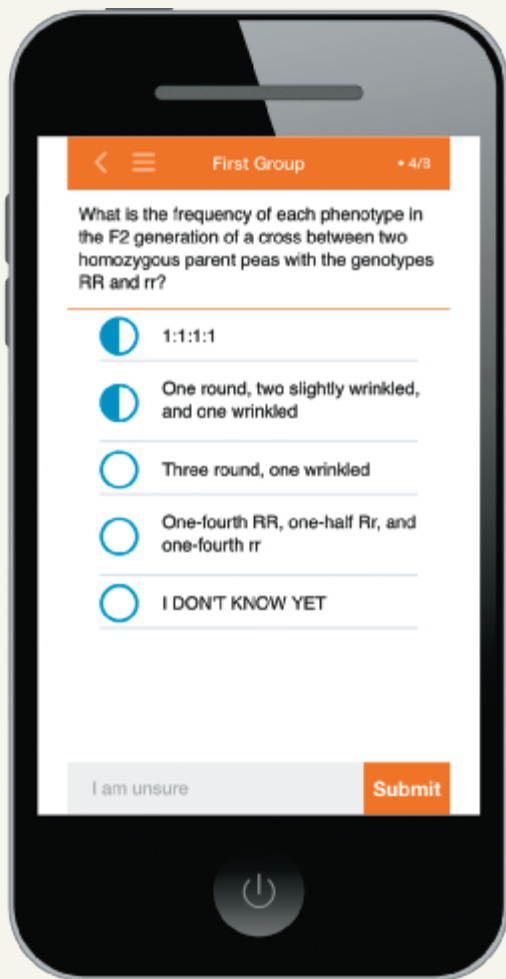 First Group
• 4/8
What is the frequency of each phenotype in
the F2 generation of a cross between two
homozygous parent peas with the genotypes
RR and rr?
1:1:1:1
One round, two slightly wrinkled,
and one wrinkled
Three round, one wrinkled
One-fourth RR, one-half Rr, and
one-fourth rr
I DON'T KNOW YET
I am unsure
Submit